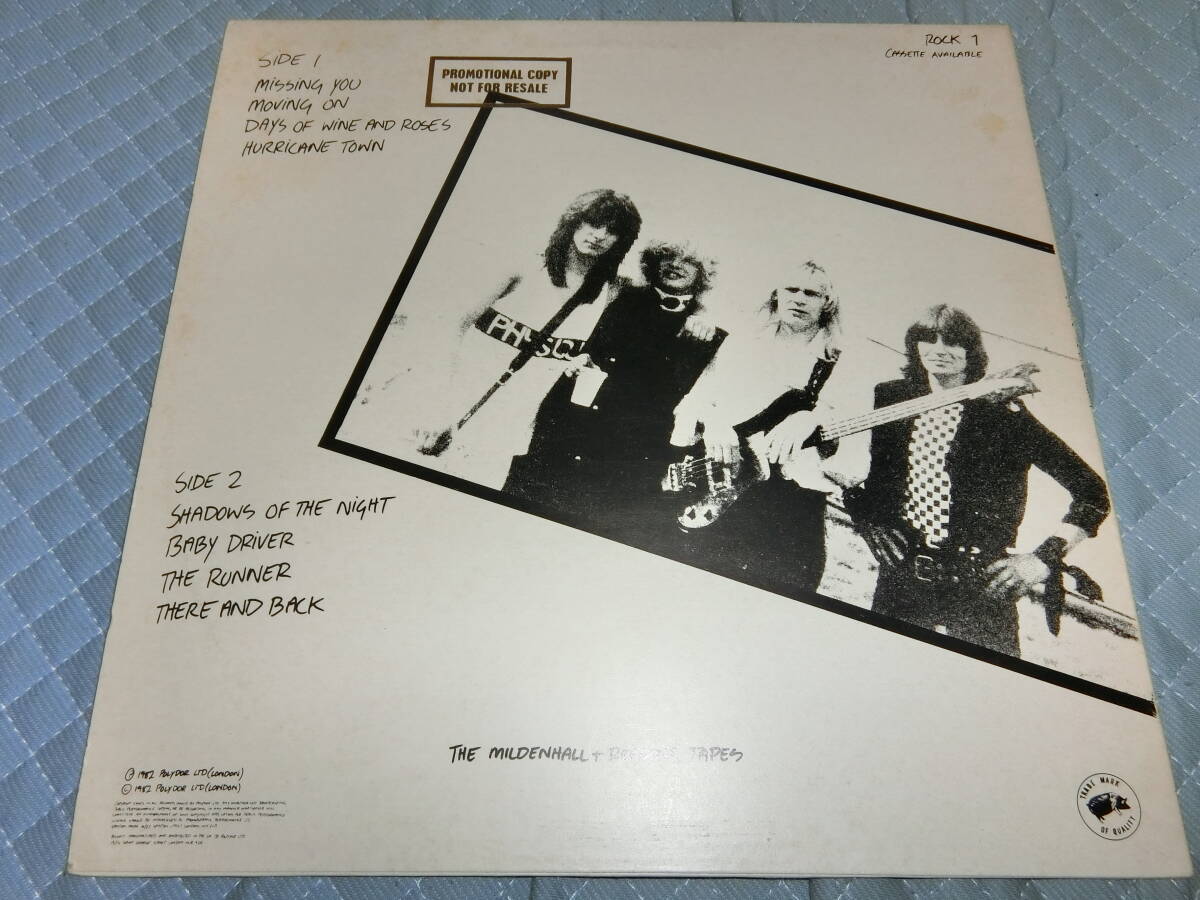 SIDE 1
MISSING YOU
MOVING ON
DAYS OF WINE AND ROSES
HURRICANE TOWN
PROMOTIONAL COPY
NOT FOR RESALE
ROCK 1
CASSETTE AVAILABLE
PHYSIQU
SIDE 2
SHADOWS OF THE NIGHT
BABY DRIVER
THE RUNNER
THERE AND BACK
THE MILDENHALL + TAPES
Ⓟ 1982 POLYDOR LTD (LONDON)
© 1982 POLYDOR LTD (LONDON)
TRADE MARK
OF QUALITY